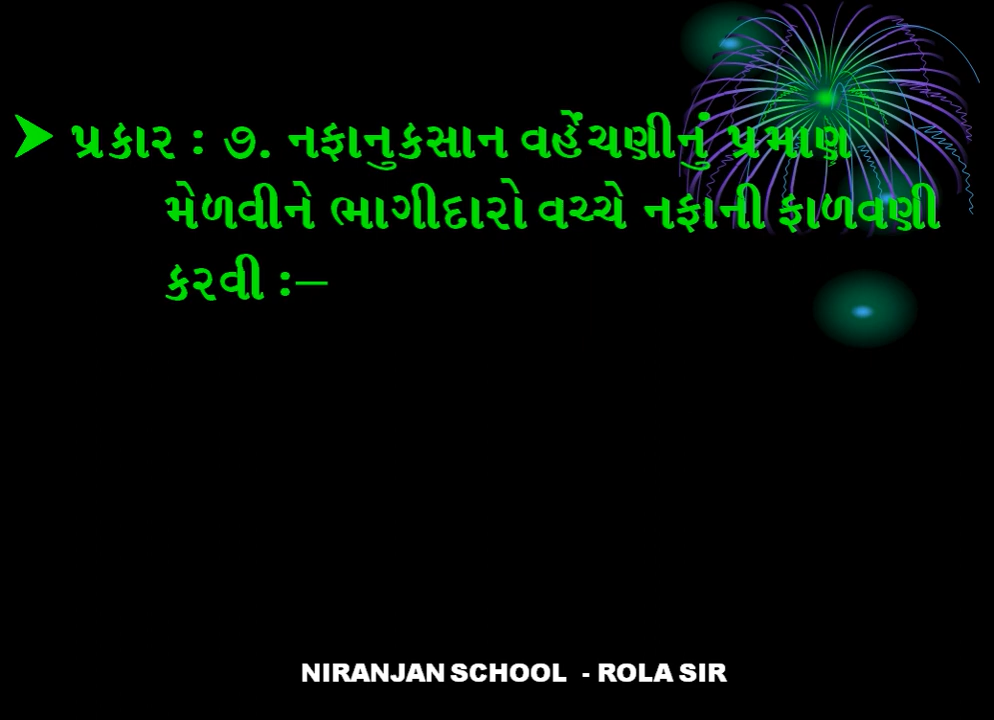 ➤ પ્રકાર : ૭. નફાનુકસાન વહેંચણીનું પ્રમાણ
મેળવીને ભાગીદારો વચ્ચે નફાની ફાળવણી
કરવી :–
NIRANJAN SCHOOL - ROLA SIR